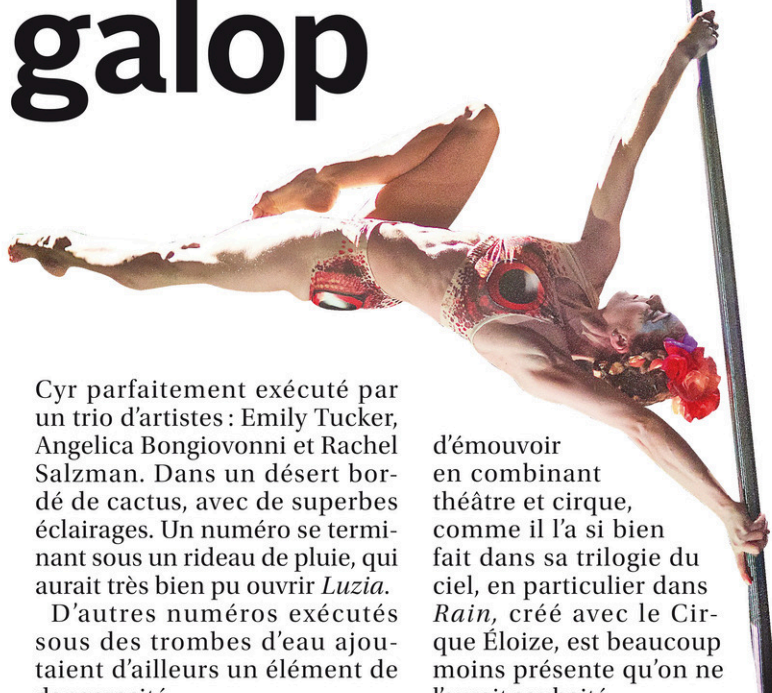 galop
Cyr parfaitement exécuté par
un trio d'artistes : Emily Tucker,
Angelica Bongiovonni et Rachel
Salzman. Dans un désert bor-
dé de cactus, avec de superbes
éclairages. Un numéro se termi-
nant sous un rideau de pluie, qui
aurait très bien pu ouvrir Luzia.
D'autres numéros exécutés
sous des trombes d'eau ajou-
taient d'ailleurs un élément de
d'émouvoir
en combinant
théâtre et cirque,
comme il l'a si bien
fait dans sa trilogie du
ciel, en particulier dans
Rain, créé avec le Cir-
que Éloize, est beaucoup
moins présente qu'on ne